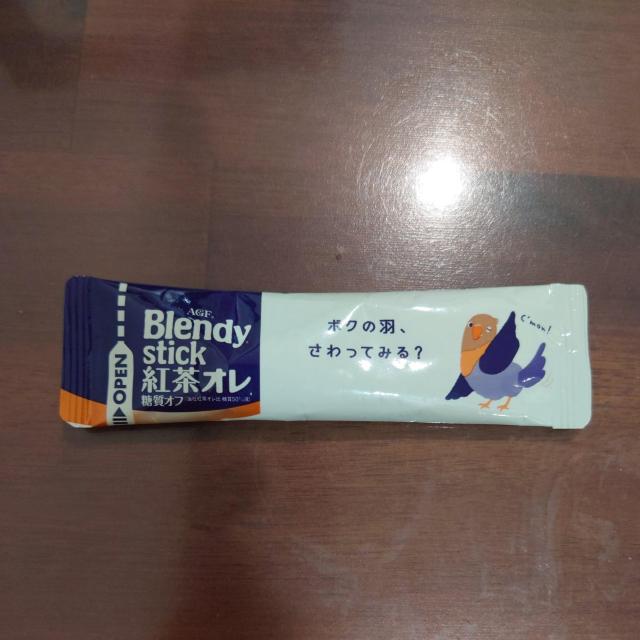 AGF
Blendy
stick
紅茶オレ
糖質オフ
OPEN
ボクの羽、
さわってみる？
C'mon!